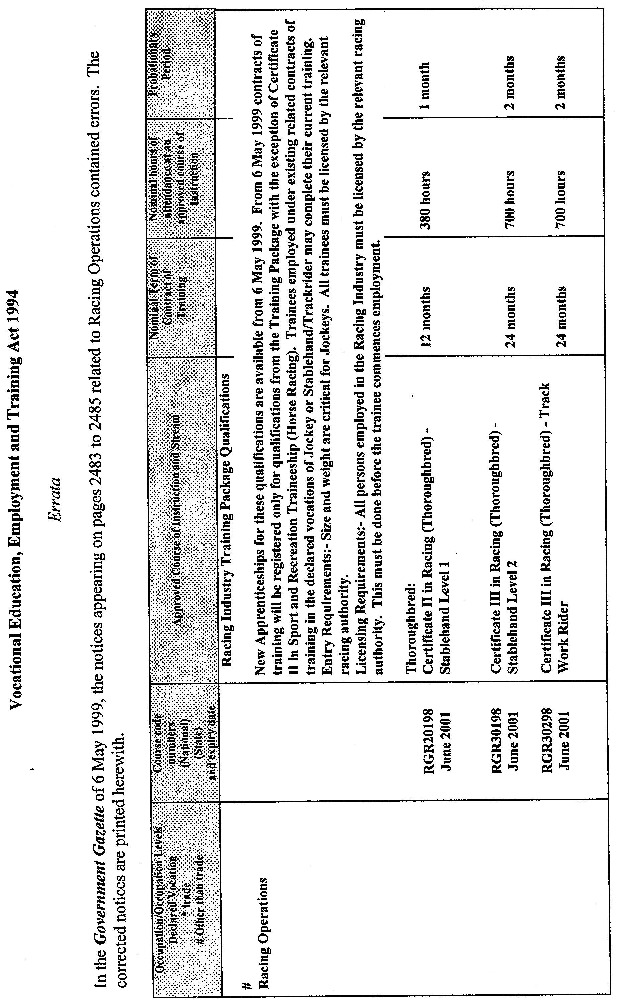 Vocational Education, Employment and Training Act 1994
Errata
In the Government Gazette of 6 May 1999, the notices appearing on pages 2483 to 2485 related to Racing Operations contained errors. The
corrected notices are printed herewith.
Occupation/Occupation Levels
Declared Vocation
* trade
# Other than trade
Course code
numbers
(National)
(State)
and expiry date
Approved Course of Instruction and Stream
Nominal Term of
Contract of
Training
Nominal hours of
attendance at an
approved course of
Instruction
Probationary
Period
Racing Industry Training Package Qualifications
#
Racing Operations
New Apprenticeships for these qualifications are available from 6 May 1999. From 6 May 1999 contracts of
training will be registered only for qualifications from the Training Package with the exception of Certificate
II in Sport and Recreation Traineeship (Horse Racing). Trainees employed under existing related contracts of
training in the declared vocations of Jockey or Stablehand/Trackrider may complete their current training.
Entry Requirements:- Size and weight are critical for Jockeys. All trainees must be licensed by the relevant
racing authority.
Licensing Requirements:- All persons employed in the Racing Industry must be licensed by the relevant racing
authority. This must be done before the trainee commences employment.
Thoroughbred:
RGR20198 Certificate II in Racing (Thoroughbred) - 12 months 380 hours 1 month
June 2001 Stablehand Level 1
RGR30198 Certificate III in Racing (Thoroughbred) -
June 2001 Stablehand Level 2 24 months 700 hours 2 months
RGR30298 Certificate III in Racing (Thoroughbred) - Track
June 2001 Work Rider 24 months 700 hours 2 months